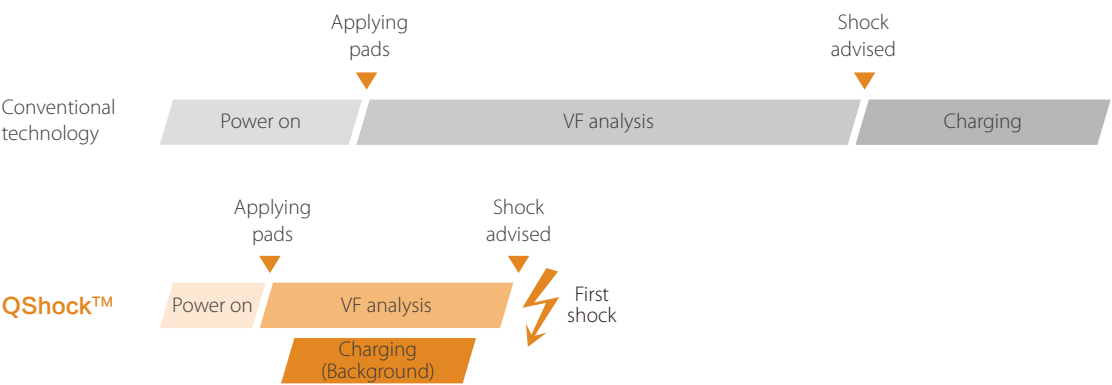 Applying
pads
Shock
advised
Conventional
technology
Power on
VF analysis
Charging
Applying
pads
Shock
advised
QShock™
Power on
VF analysis
First
shock
Charging
(Background)